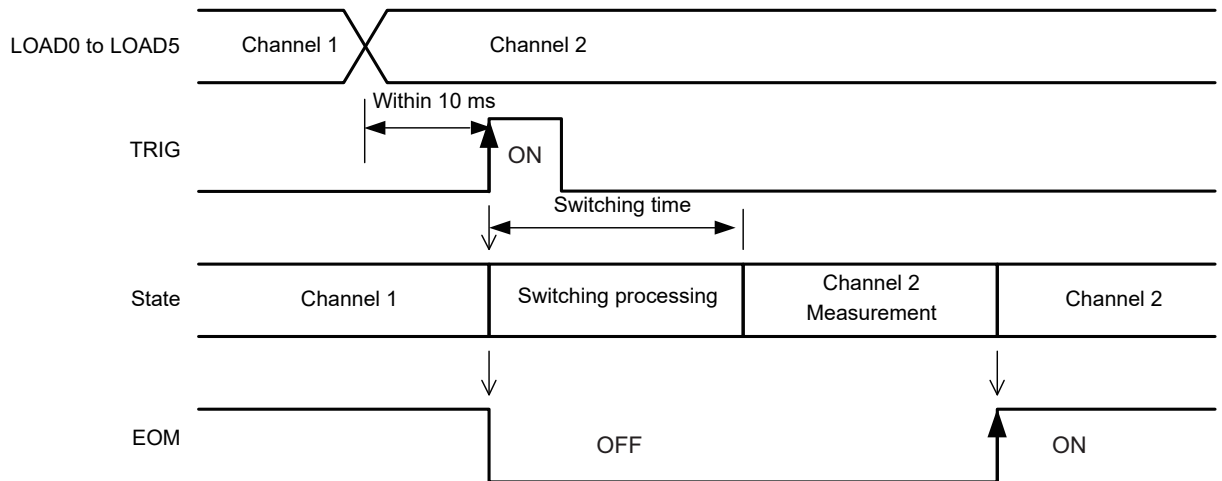 LOAD0 to LOAD5
Channel 1
Channel 2
Within 10 ms
TRIG
ON
Switching time
State
Channel 1
Switching processing
Channel 2
Measurement
Channel 2
EOM
OFF
ON